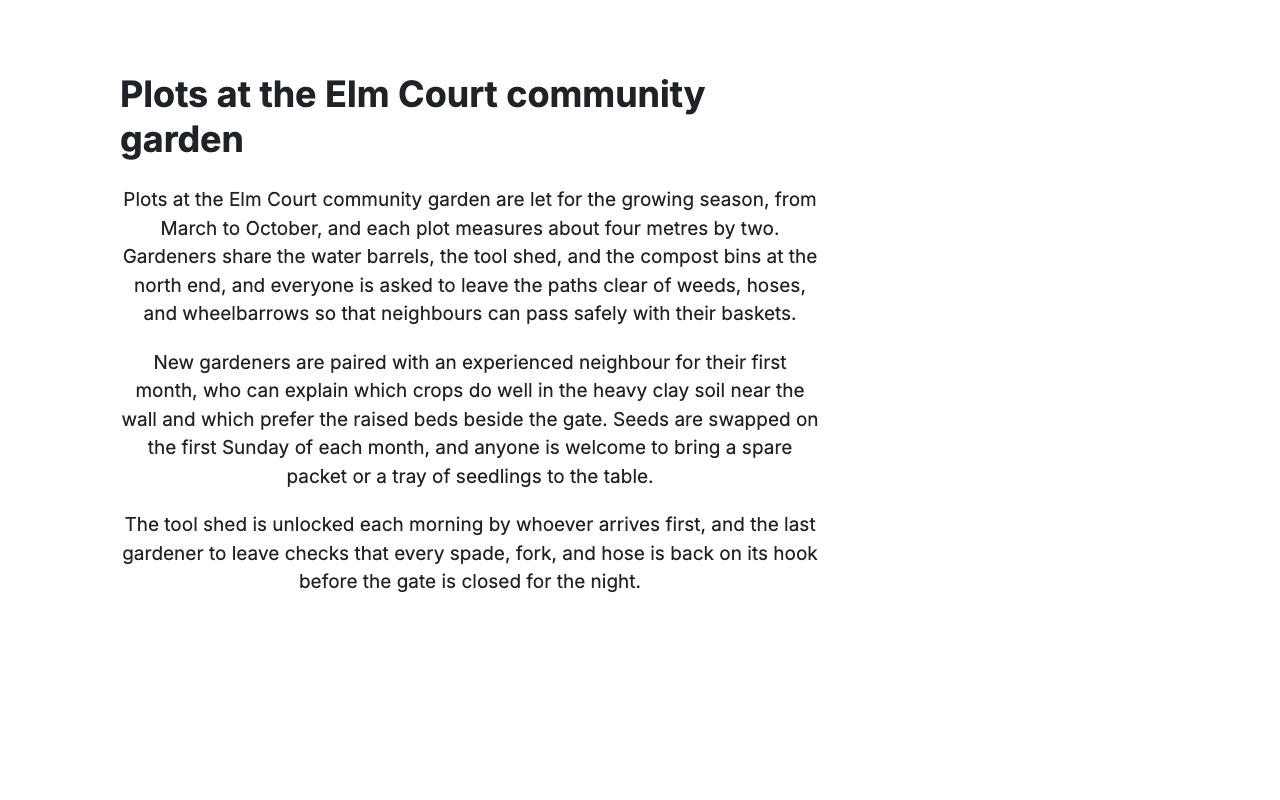 Plots at the Elm Court community
garden
Plots at the Elm Court community garden are let for the growing season, from
March to October, and each plot measures about four metres by two.
Gardeners share the water barrels, the tool shed, and the compost bins at the
north end, and everyone is asked to leave the paths clear of weeds, hoses,
and wheelbarrows so that neighbours can pass safely with their baskets.
New gardeners are paired with an experienced neighbour for their first
month, who can explain which crops do well in the heavy clay soil near the
wall and which prefer the raised beds beside the gate. Seeds are swapped on
the first Sunday of each month, and anyone is welcome to bring a spare
packet or a tray of seedlings to the table.
The tool shed is unlocked each morning by whoever arrives first, and the last
gardener to leave checks that every spade, fork, and hose is back on its hook
before the gate is closed for the night.